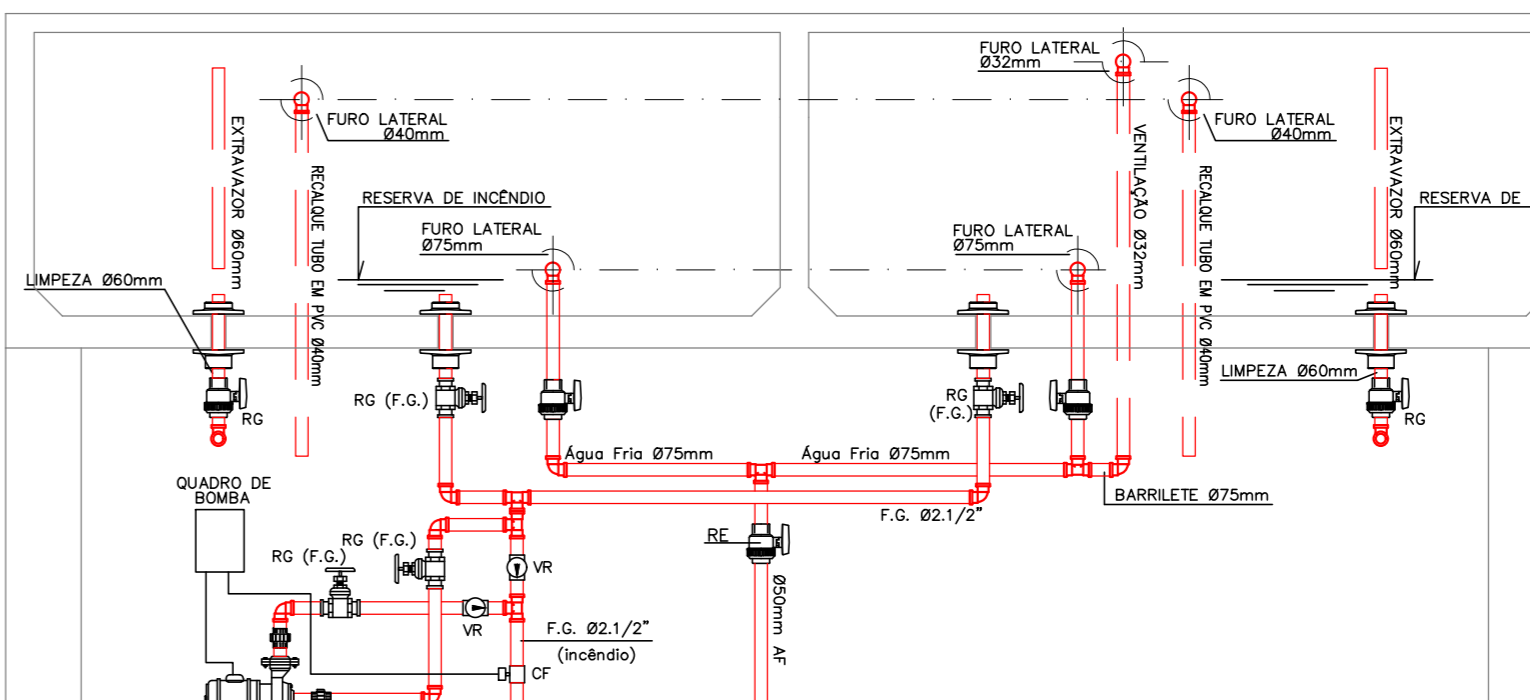 FURO LATERAL
Ø32mm
FURO LATERAL
Ø40mm
FURO LATERAL
Ø40mm
EXTRAVAZOR Ø60mm
RECALQUE TUBO EM PVC Ø40mm
VENTILAÇÃO Ø32mm
RECALQUE TUBO EM PVC Ø40mm
EXTRAVAZOR Ø60mm
RESERVA DE INCÊNDIO
RESERVA DE
FURO LATERAL
Ø75mm
FURO LATERAL
Ø75mm
LIMPEZA Ø60mm
LIMPEZA Ø60mm
RG (F.G.)
RG
(F.G.)
RG
RG
Água Fria Ø75mm
Água Fria Ø75mm
BARRILETE Ø75mm
QUADRO DE
BOMBA
F.G. Ø2.1/2"
RG (F.G.)
RG (F.G.)
RE
VR
Ø50mm AF
VR
F.G. Ø2.1/2"
(incêndio)
CF